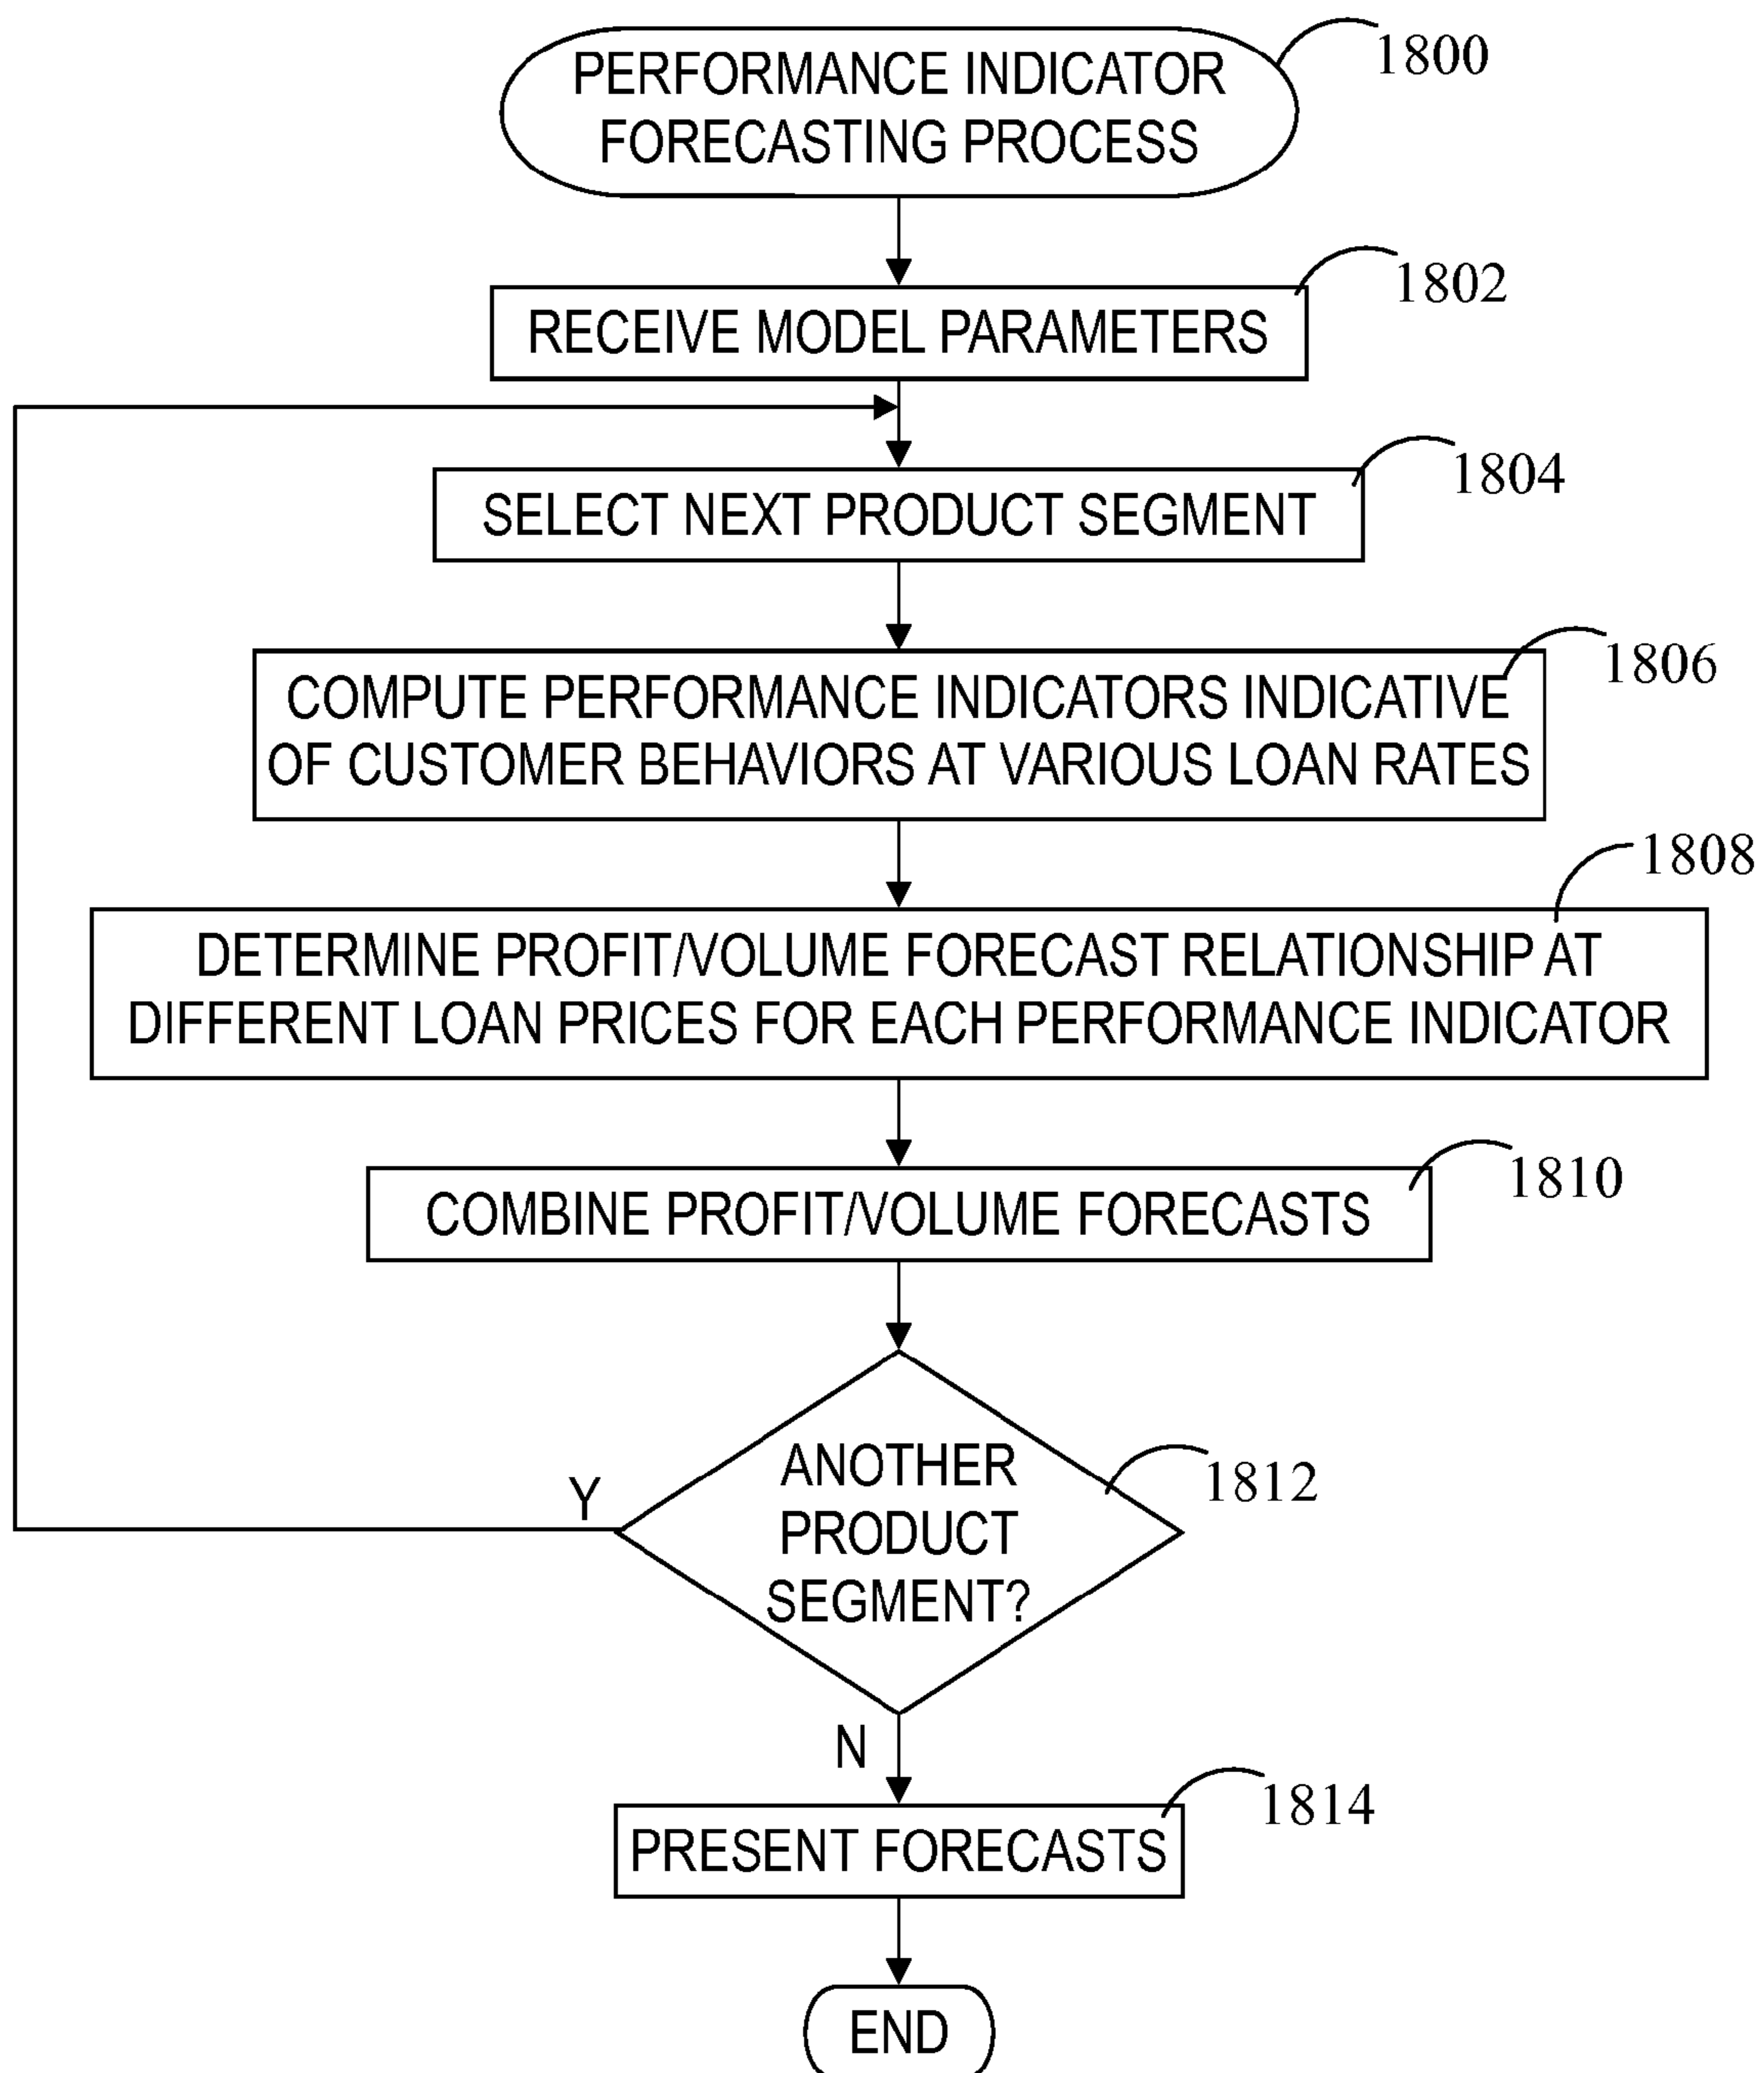 PERFORMANCE INDICATOR
FORECASTING PROCESS
1800
RECEIVE MODEL PARAMETERS
1802
SELECT NEXT PRODUCT SEGMENT
1804
COMPUTE PERFORMANCE INDICATORS INDICATIVE
OF CUSTOMER BEHAVIORS AT VARIOUS LOAN RATES
1806
DETERMINE PROFIT/VOLUME FORECAST RELATIONSHIP AT
DIFFERENT LOAN PRICES FOR EACH PERFORMANCE INDICATOR
1808
COMBINE PROFIT/VOLUME FORECASTS
1810
ANOTHER
PRODUCT
SEGMENT?
1812
Y
N
PRESENT FORECASTS
1814
END